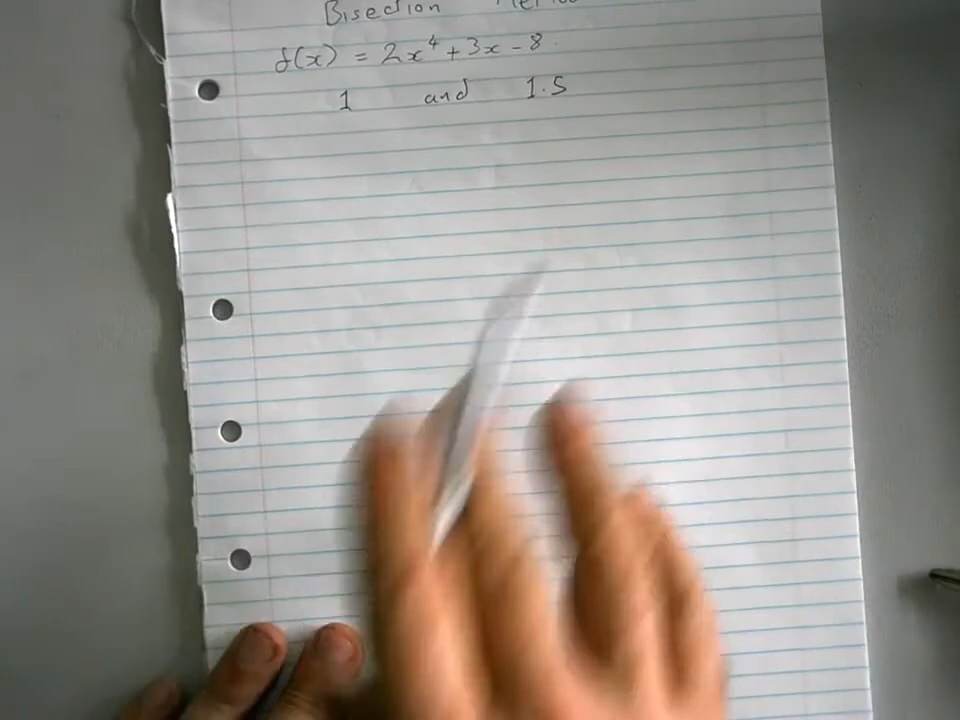 Bisection
f(x) = 2x⁴ + 3x - 8
1 and 1.5